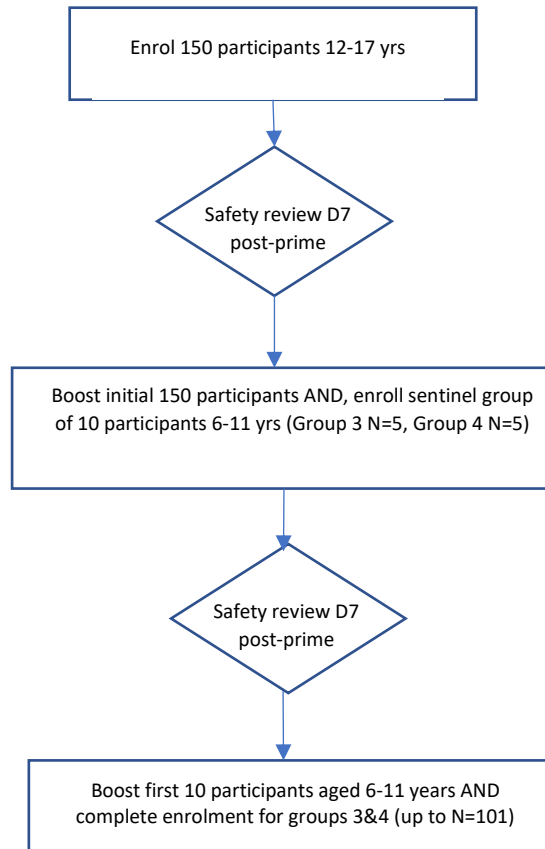 Enrol 150 participants 12-17 yrs
Safety review D7
post-prime
Boost initial 150 participants AND, enroll sentinel group
of 10 participants 6-11 yrs (Group 3 N=5, Group 4 N=5)
Safety review D7
post-prime
Boost first 10 participants aged 6-11 years AND
complete enrolment for groups 3&4 (up to N=101)